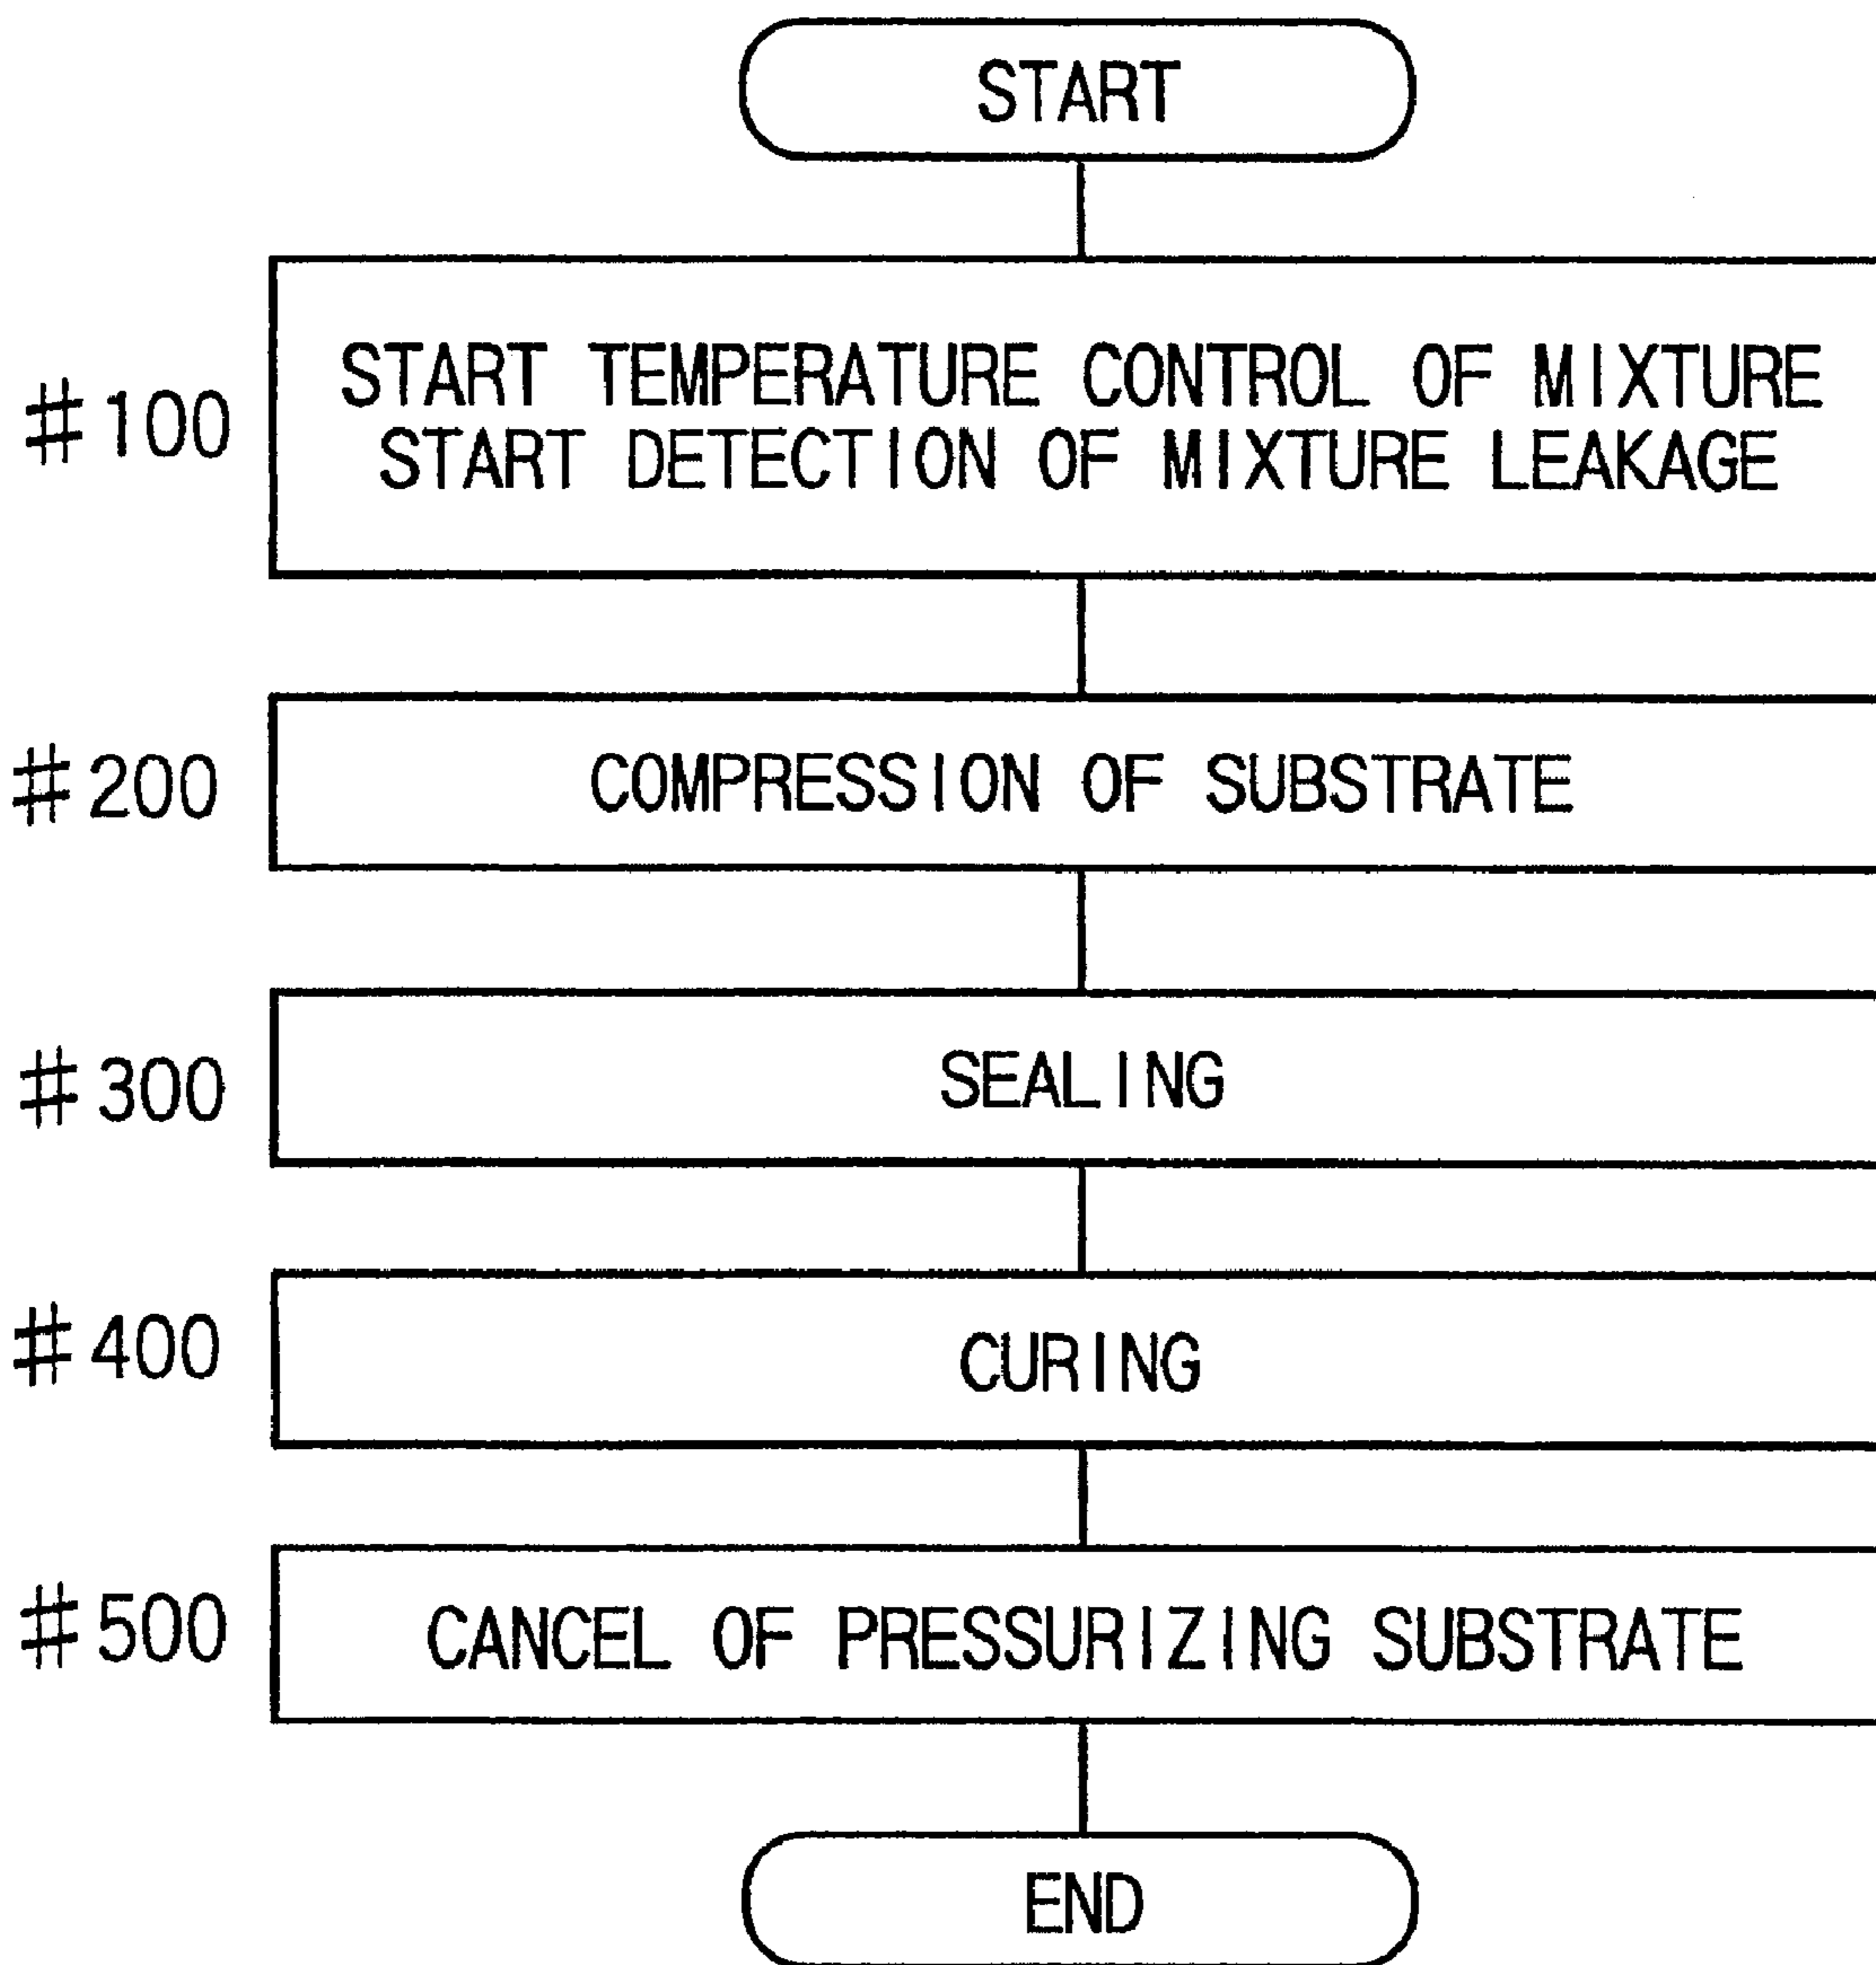 START
#100
START TEMPERATURE CONTROL OF MIXTURE
START DETECTION OF MIXTURE LEAKAGE
#200
COMPRESSION OF SUBSTRATE
#300
SEALING
#400
CURING
#500
CANCEL OF PRESSURIZING SUBSTRATE
END